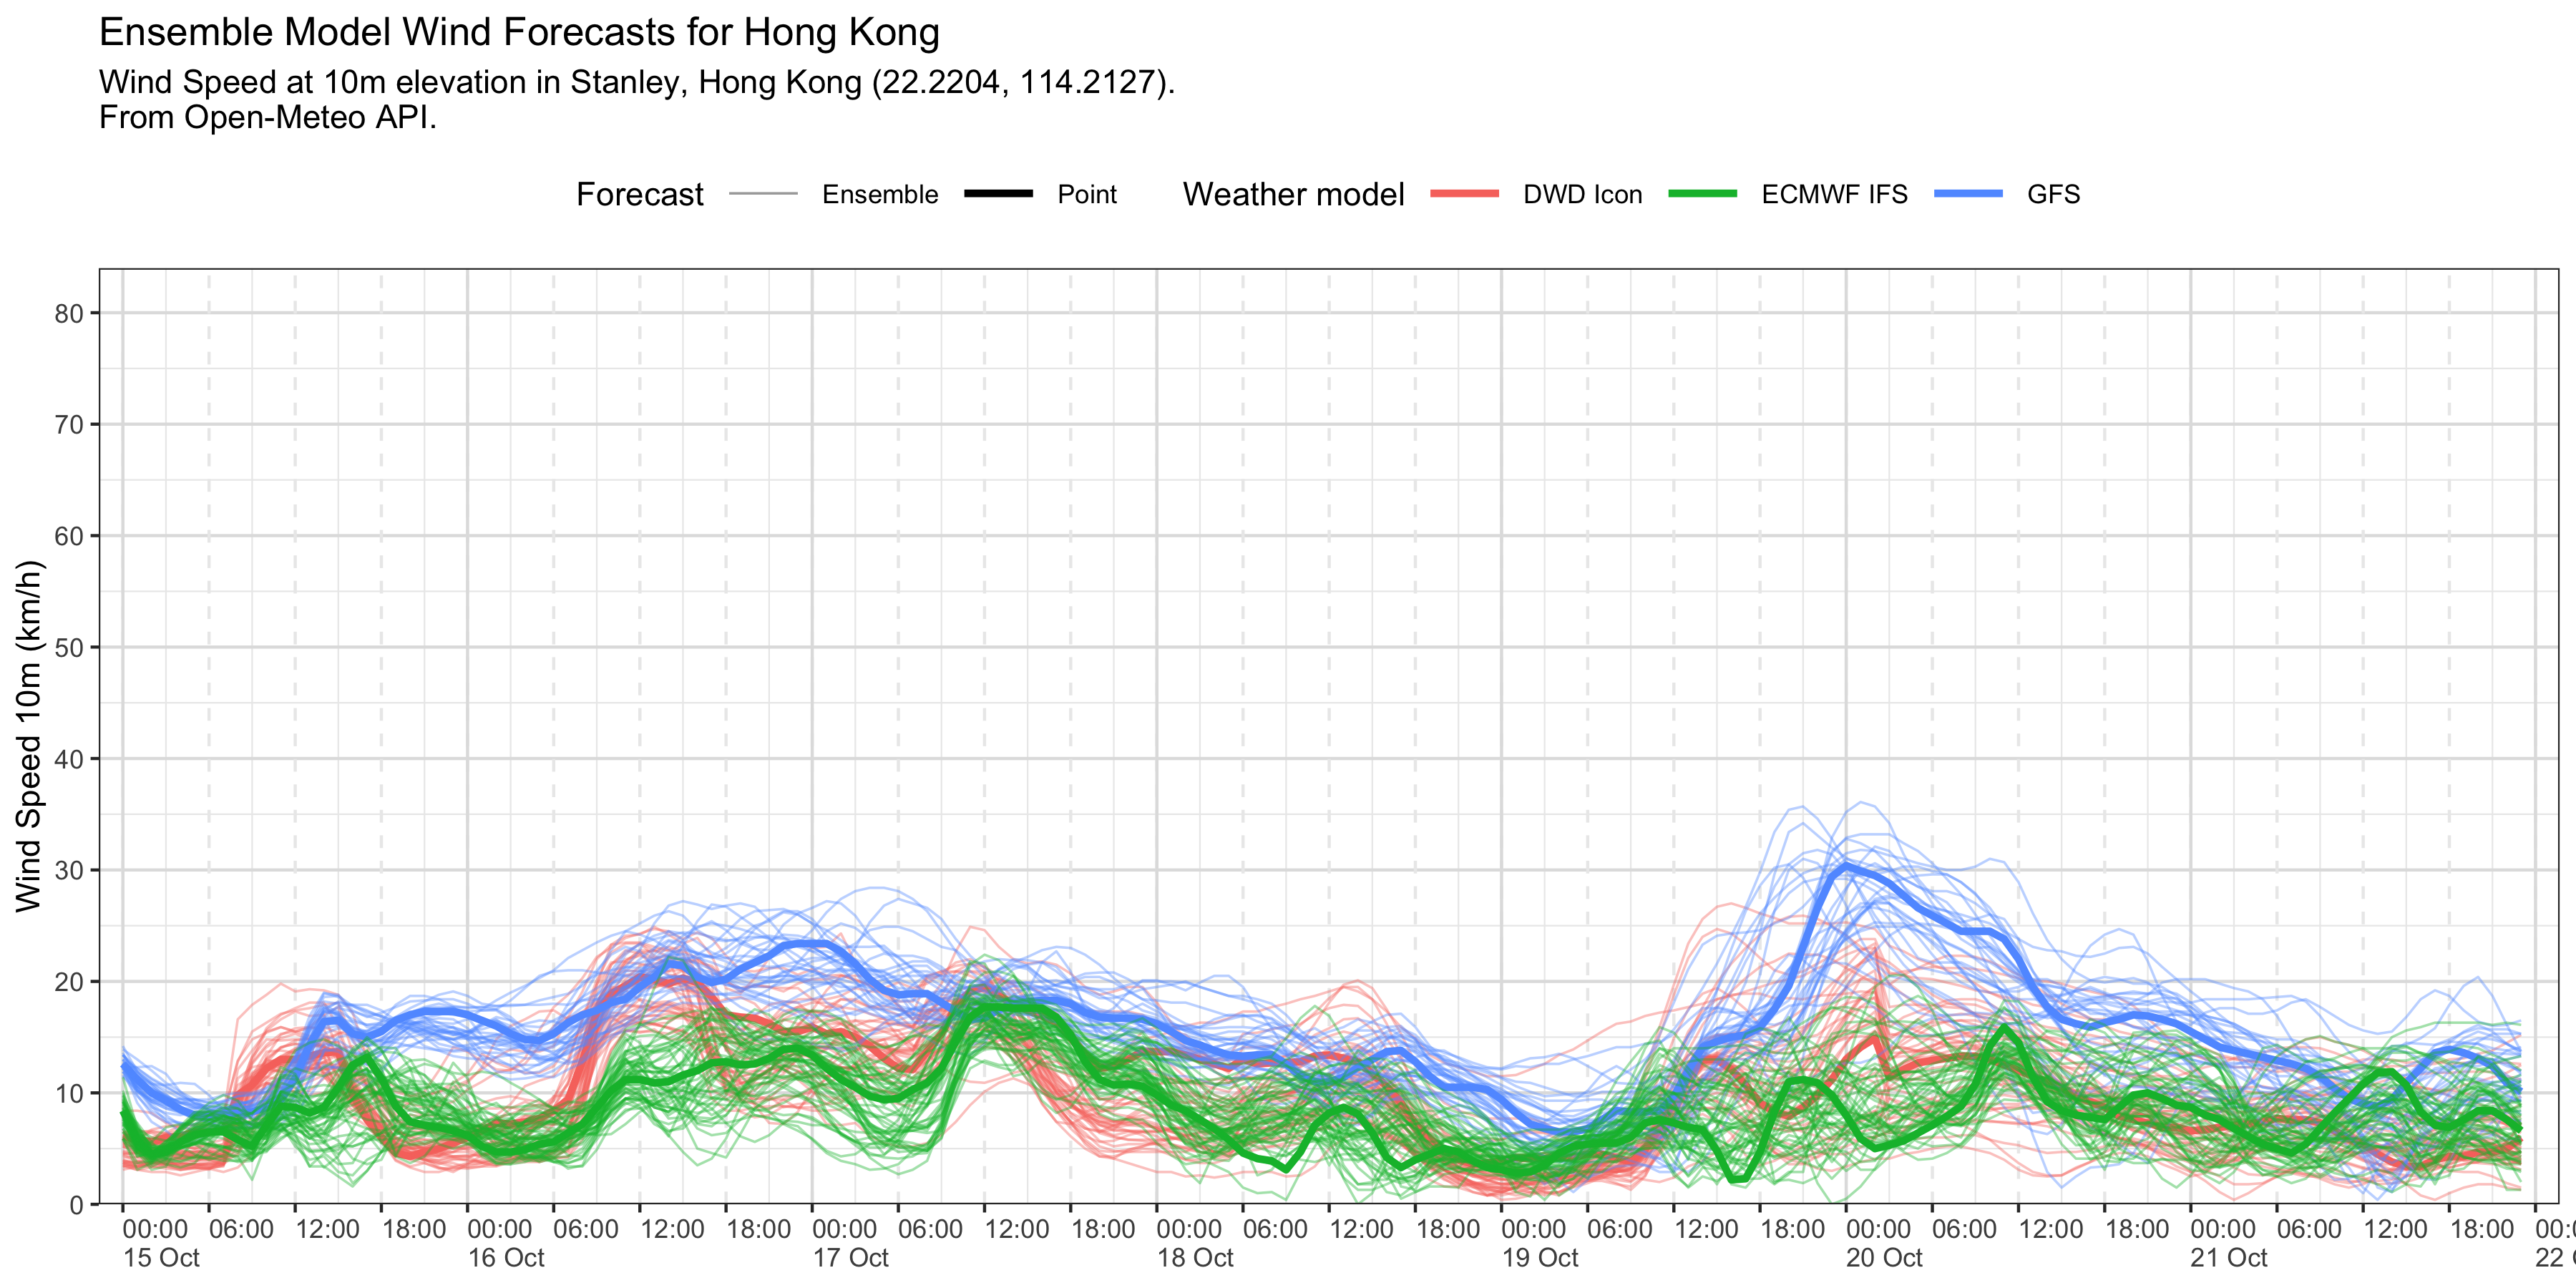 Ensemble Model Wind Forecasts for Hong Kong
Wind Speed at 10m elevation in Stanley, Hong Kong (22.2204, 114.2127).
From Open-Meteo API.
Forecast Ensemble Point Weather model DWD Icon ECMWF IFS GFS
Wind Speed 10m (km/h)
80
70
60
50
40
30
20
10
0
00:00 06:00 12:00 18:00 00:00 06:00 12:00 18:00 00:00 06:00 12:00 18:00 00:00 06:00 12:00 18:00 00:00 06:00 12:00 18:00 00:00 06:00 12:00 18:00 00:00 06:00 12:00 18:00
15 Oct 16 Oct 17 Oct 18 Oct 19 Oct 20 Oct 21 Oct 22